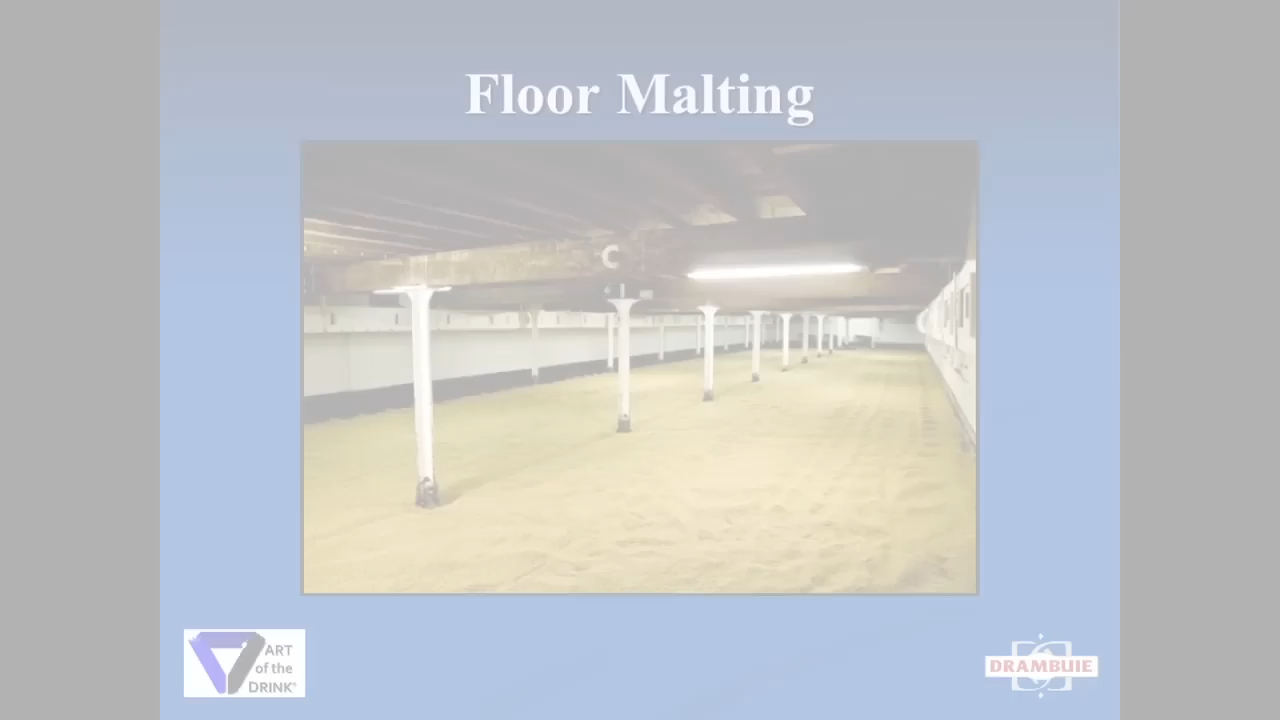 Floor Malting
C
ART
of the
DRINK®
DRAMBUIE